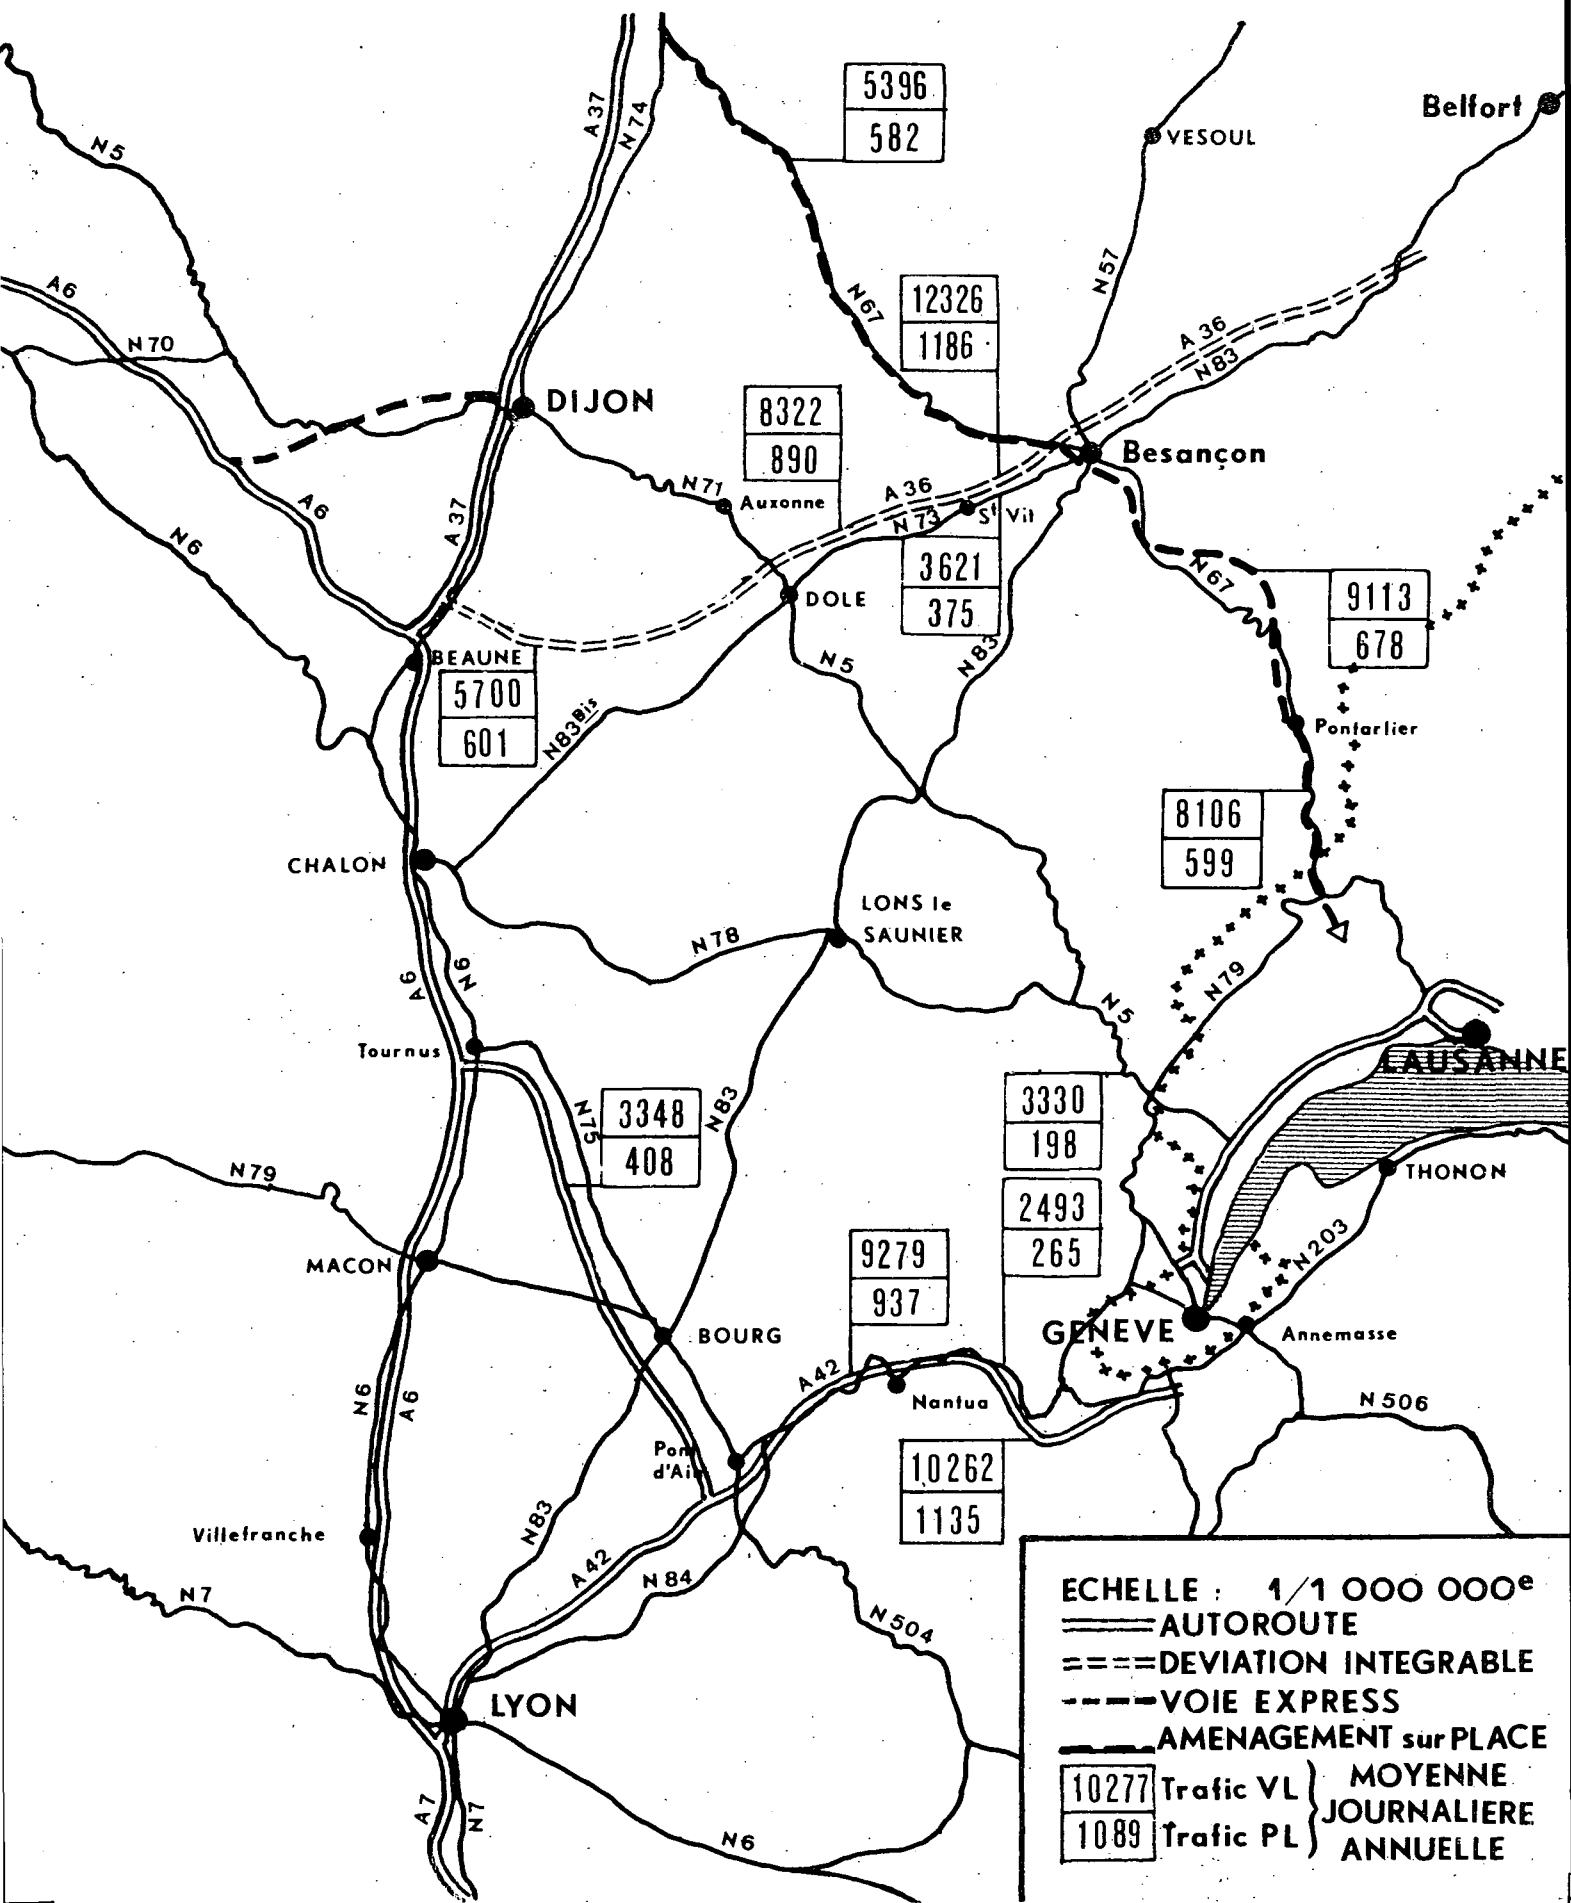 5396
582
Belfort
VESOUL
A37
N74
N5
N57
A6
N67
12326
1186
A 36
N83
N70
DIJON
8322
890
Besançon
N71
Auxonne
A36
N73
St Vit
A6
A37
N6
3621
375
N67
9113
678
DOLE
N83
BEAUNE
5700
601
N5
N83Bis
Pontarlier
8106
599
CHALON
LONS le
SAUNIER
N78
A6
N6
N79
N5
Tournus
LAUSANNE
3348
408
N75
N83
3330
198
N79
THONON
2493
265
9279
937
N203
MACON
BOURG
GENEVE
Annemasse
A42
Nantua
N6
A6
N506
Pont
d'Ain
10262
1135
Villefranche
N83
A42
N84
N7
N504
LYON
A7
N7
N6
ECHELLE : 1/1 000 000e
AUTOROUTE
DEVIATION INTEGRABLE
VOIE EXPRESS
AMENAGEMENT sur PLACE
10277 Trafic VL
1089 Trafic PL
MOYENNE
JOURNALIERE
ANNUELLE